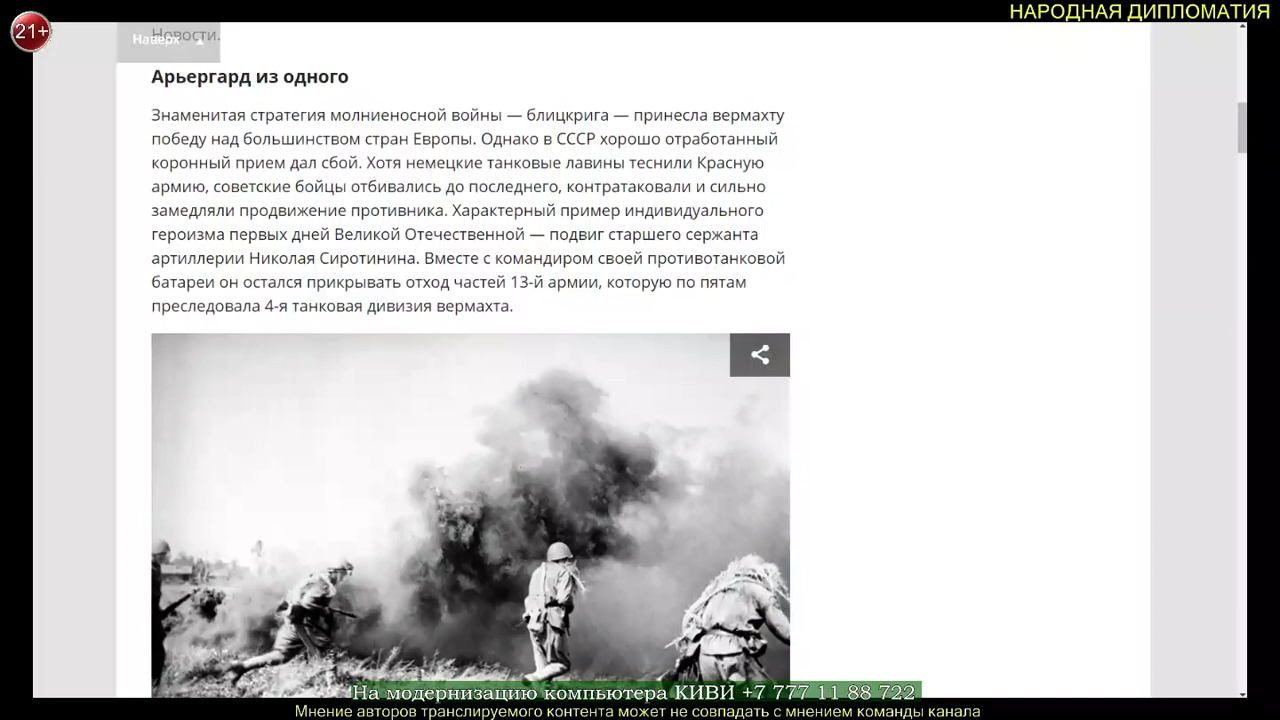 НАРОДНАЯ ДИПЛОМАТИЯ
21+
Новости.
Наверх ▲
Арьергард из одного
Знаменитая стратегия молниеносной войны — блицкрига — принесла вермахту
победу над большинством стран Европы. Однако в СССР хорошо отработанный
коронный прием дал сбой. Хотя немецкие танковые лавины теснили Красную
армию, советские бойцы отбивались до последнего, контратаковали и сильно
замедляли продвижение противника. Характерный пример индивидуального
героизма первых дней Великой Отечественной — подвиг старшего сержанта
артиллерии Николая Сиротинина. Вместе с командиром своей противотанковой
батареи он остался прикрывать отход частей 13-й армии, которую по пятам
преследовала 4-я танковая дивизия вермахта.
На модернизацию компьютера КИВИ +7 777 11 88 722
Мнение авторов транслируемого контента может не совпадать с мнением команды канала